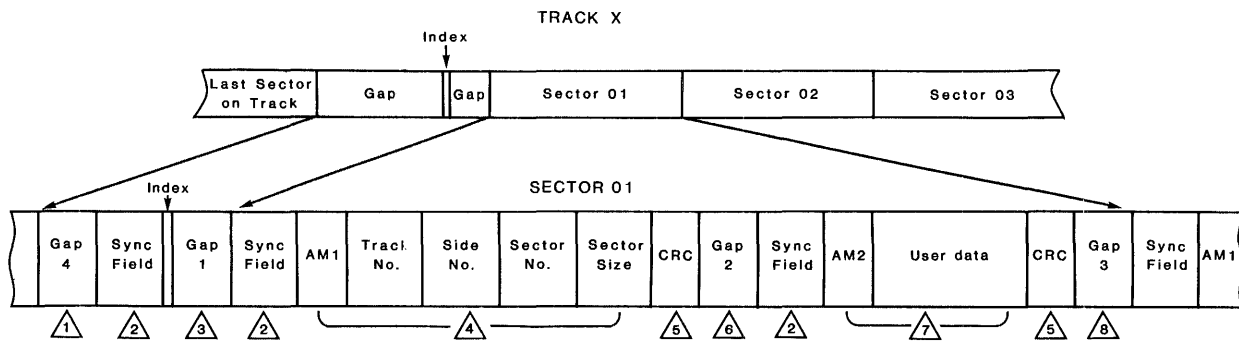 TRACK X
Index
Last Sector
on Track
Gap
Gap
Sector 01
Sector 02
Sector 03
Index
SECTOR 01
Gap
4
Sync
Field
Gap
1
Sync
Field
AM1
Track
No.
Side
No.
Sector
No.
Sector
Size
CRC
Gap
2
Sync
Field
AM2
User data
CRC
Gap
3
Sync
Field
AM1
1
2
3
2
4
5
6
2
7
5
8